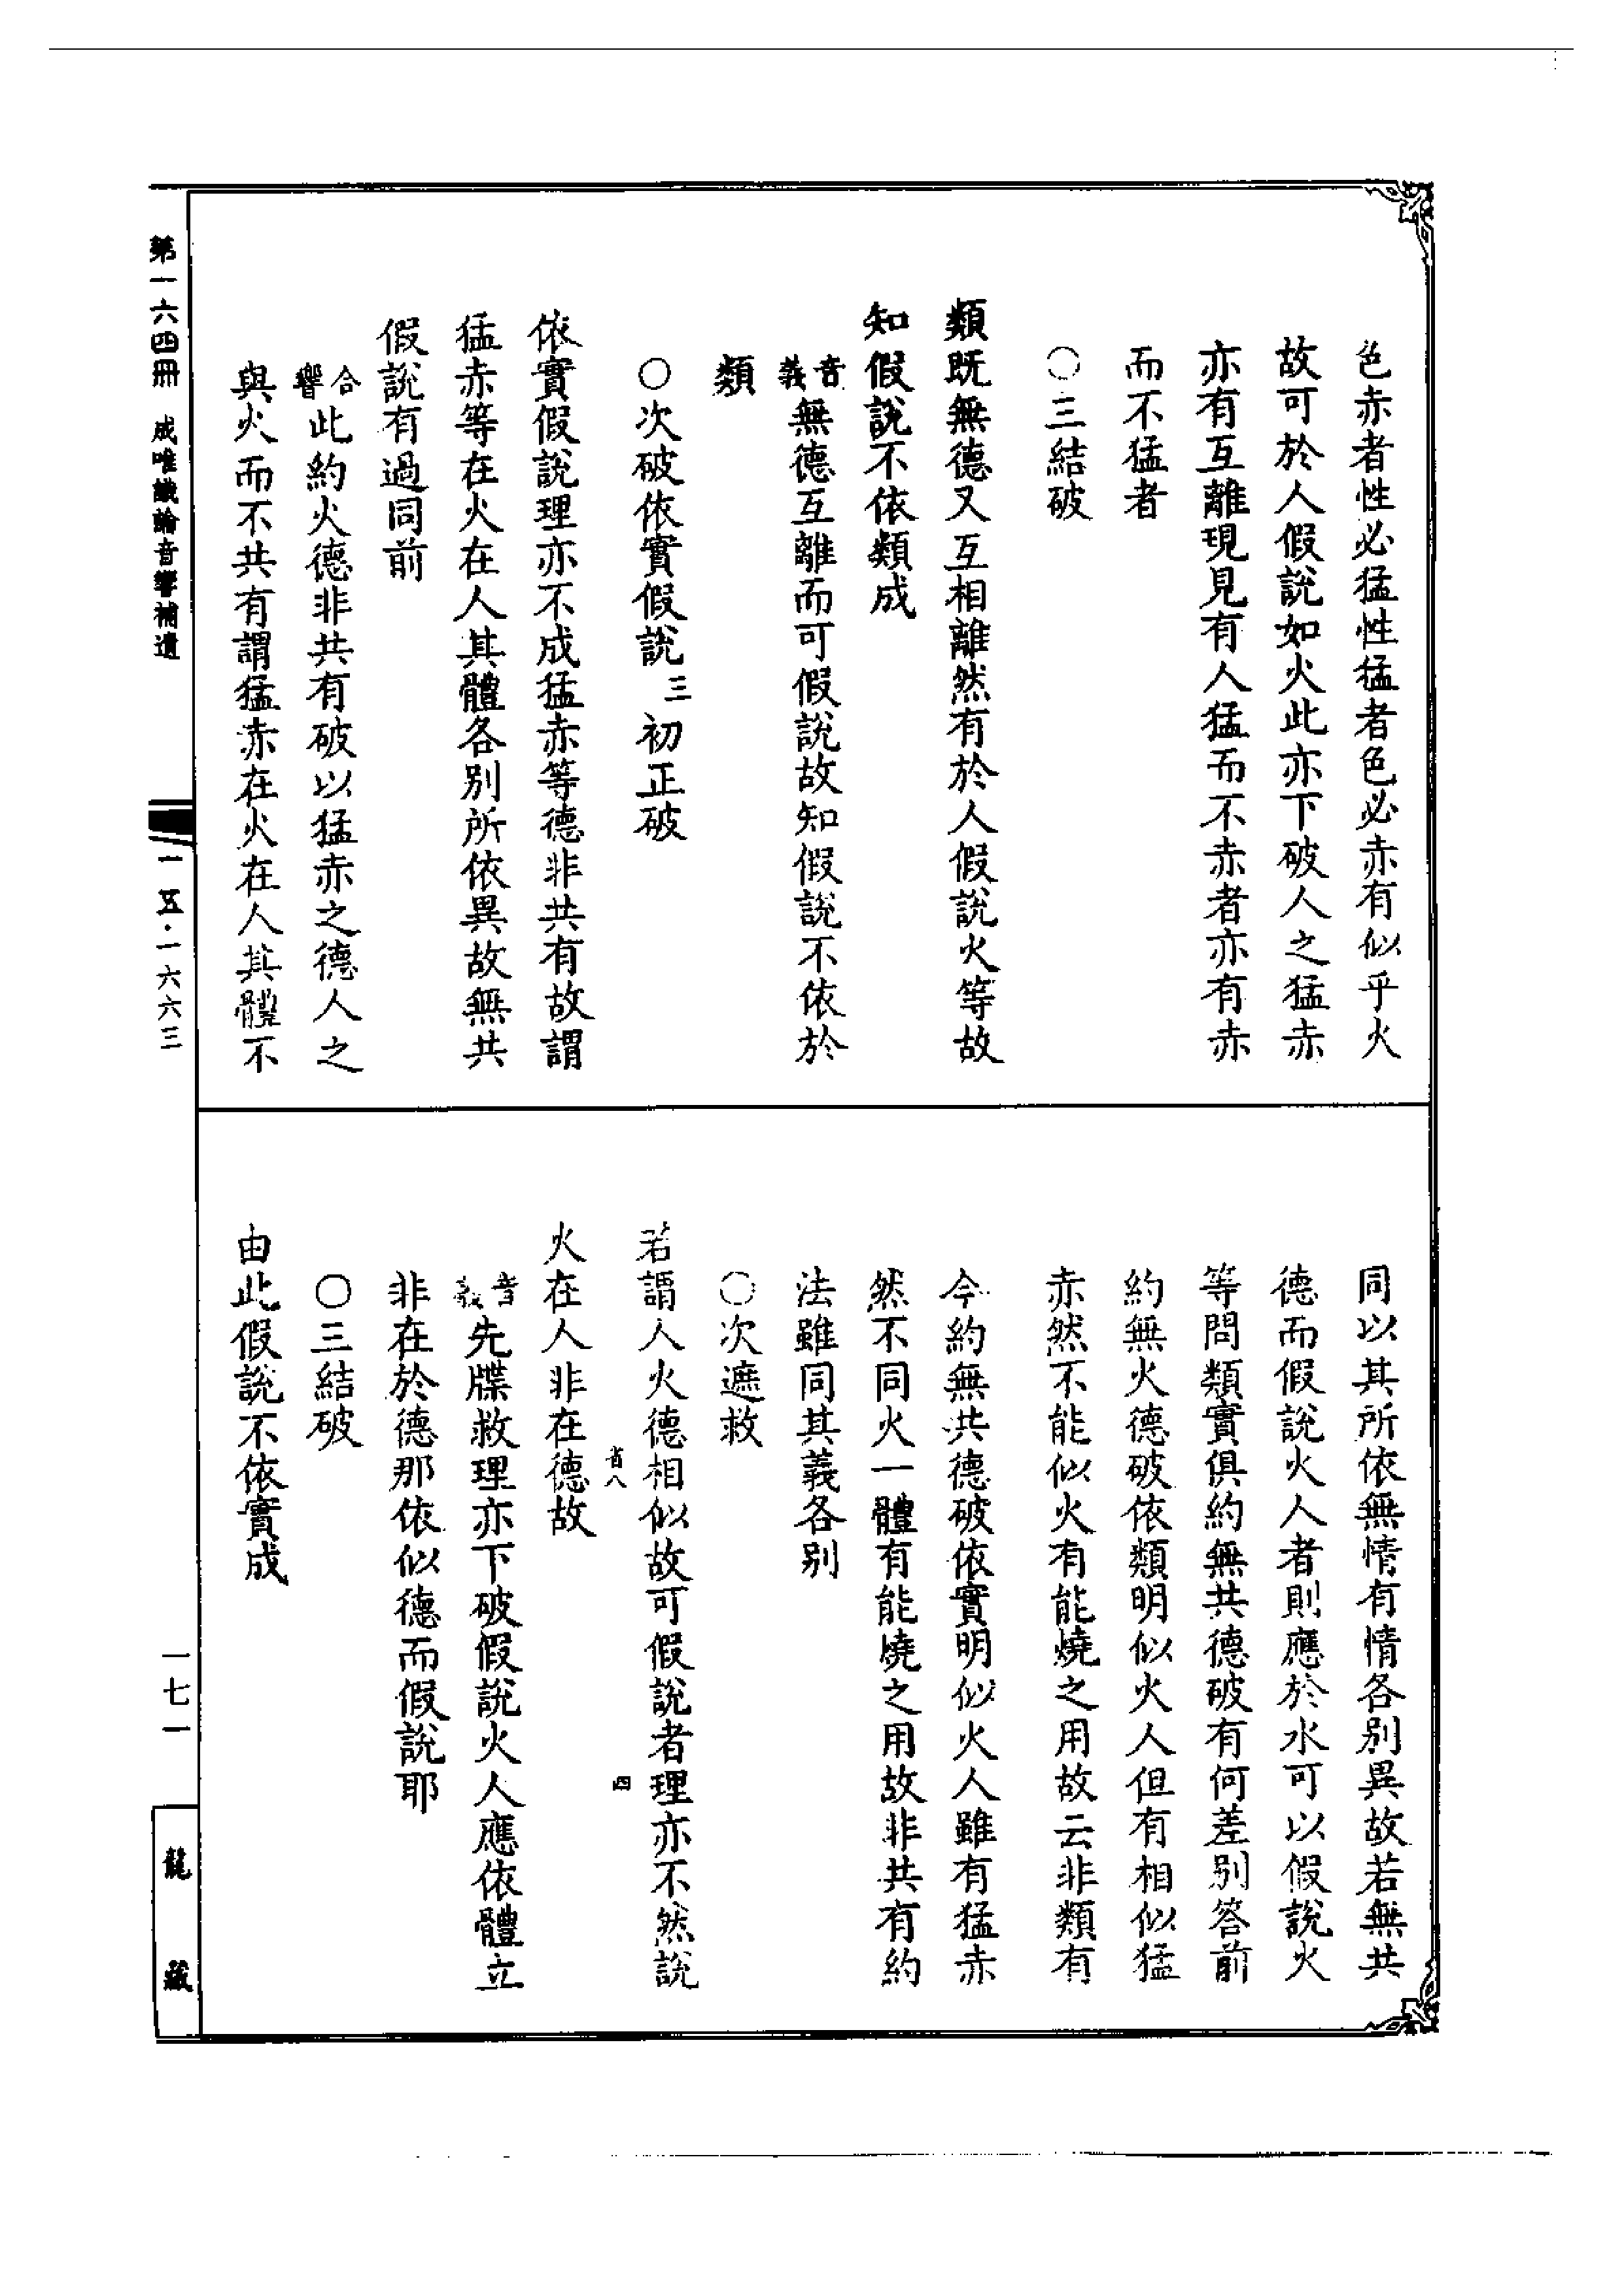 色赤者性必猛性猛者色必赤有似乎火
故可於人假説如火此亦下破人之猛赤
亦有互離現見有人猛而不赤者亦有赤
而不猛者
○三結破
類既無德又互相離然有於人假説火等故
知假説不依類成
音義無德互離而可假説故知假説不依於
類
○次破依實假説三初正破
依實假説理亦不成猛赤等德非共有故謂
猛赤等在火在人其體各別所依異故無共
假説有過同前
合響此約火德非共有破以猛赤之德人之
與火而不共有謂猛赤在火在人其體不
同以其所依無情有情各別異故若無共
德而假説火人者則應於水可以假説火
等問類實俱約無共德破有何差別答前
約無火德破依類明似火人但有相似猛
赤然不能似火有能燒之用故云非類有
今約無共德破依實明似火人雖有猛赤
然不同火一體有能燒之用故非共有約
法雖同其義各別
○次遮救
若謂人火德相似故可假説者理亦不然説
省八 四
火在人非在德故
音義先牒救理亦下破假説火人應依體立
非在於德那依似德而假説耶
○三結破
由此假説不依實成
第一六四冊 成唯識論音響補遺
一五·一六六三
一七一
龍藏